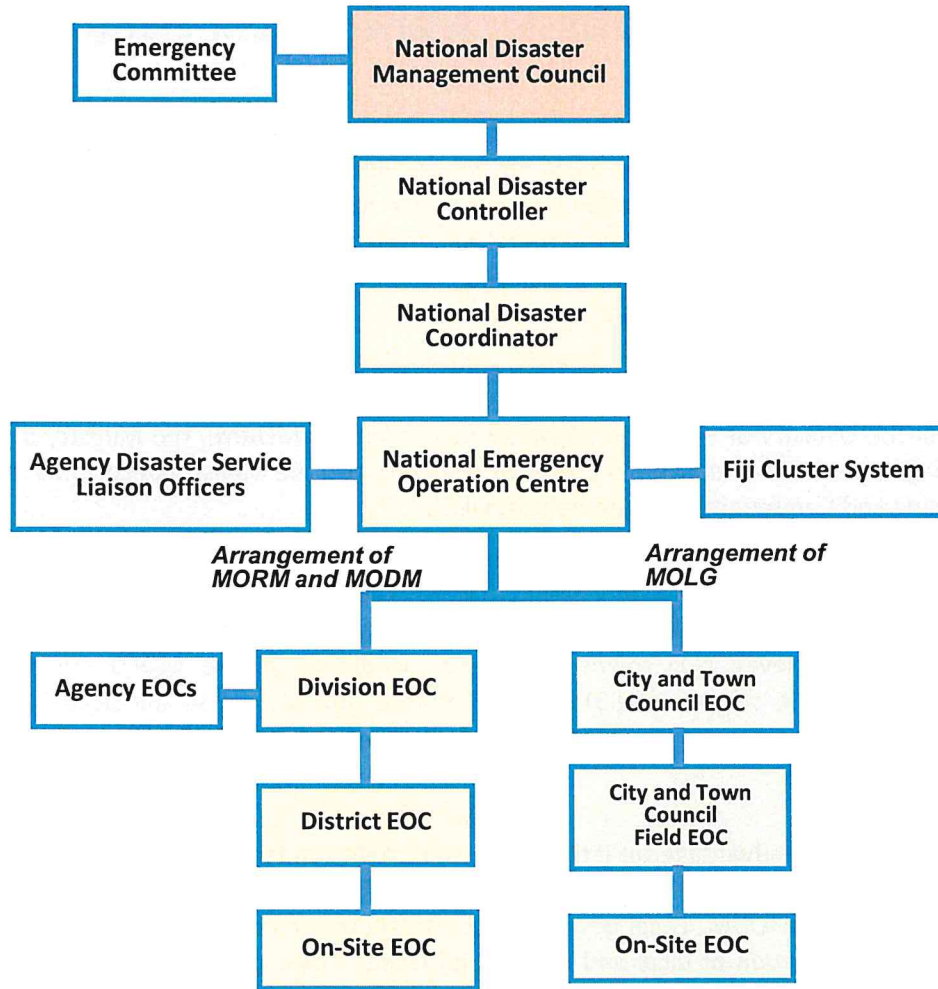 Emergency
Committee
National Disaster
Management Council
National Disaster
Controller
National Disaster
Coordinator
Agency Disaster Service
Liaison Officers
National Emergency
Operation Centre
Fiji Cluster System
Arrangement of
MORM and MODM
Arrangement of
MOLG
Agency EOCs
Division EOC
City and Town
Council EOC
District EOC
City and Town
Council
Field EOC
On-Site EOC
On-Site EOC